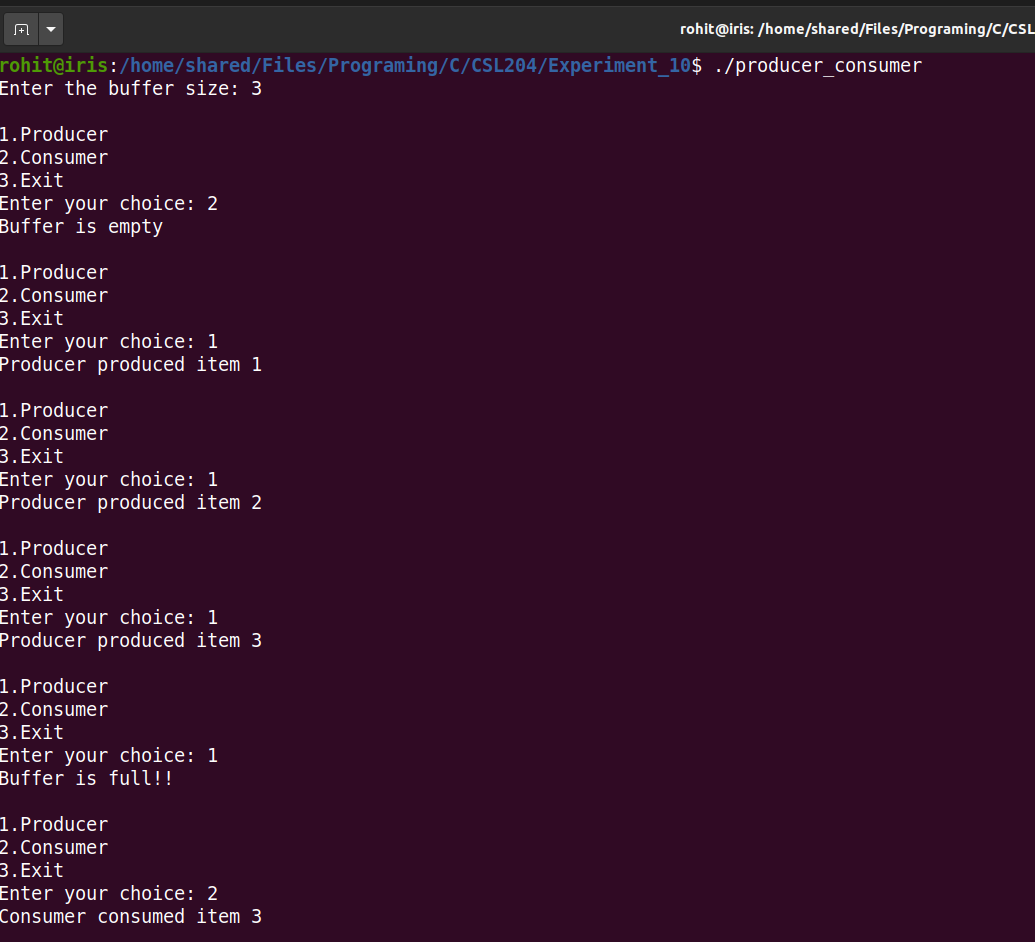 rohit@iris: /home/shared/Files/Programing/C/CSL
rohit@iris:/home/shared/Files/Programing/C/CSL204/Experiment_10$ ./producer_consumer
Enter the buffer size: 3

1.Producer
2.Consumer
3.Exit
Enter your choice: 2
Buffer is empty

1.Producer
2.Consumer
3.Exit
Enter your choice: 1
Producer produced item 1

1.Producer
2.Consumer
3.Exit
Enter your choice: 1
Producer produced item 2

1.Producer
2.Consumer
3.Exit
Enter your choice: 1
Producer produced item 3

1.Producer
2.Consumer
3.Exit
Enter your choice: 1
Buffer is full!!

1.Producer
2.Consumer
3.Exit
Enter your choice: 2
Consumer consumed item 3